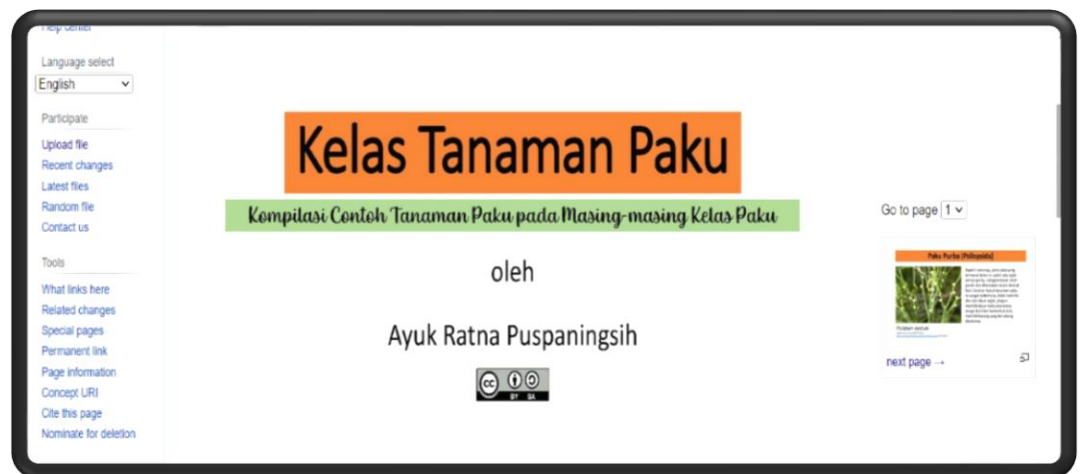 Help center
Language select
English
Participate
Upload file
Recent changes
Latest files
Random file
Contact us
Tools
What links here
Related changes
Special pages
Permanent link
Page information
Concept URI
Cite this page
Nominate for deletion
Kelas Tanaman Paku
Kompilasi Contoh Tanaman Paku pada Masing-masing Kelas Paku
oleh
Ayuk Ratna Puspaningsih
cc
BY SA
Go to page 1
Paku Purba (Psilopsida)
next page →